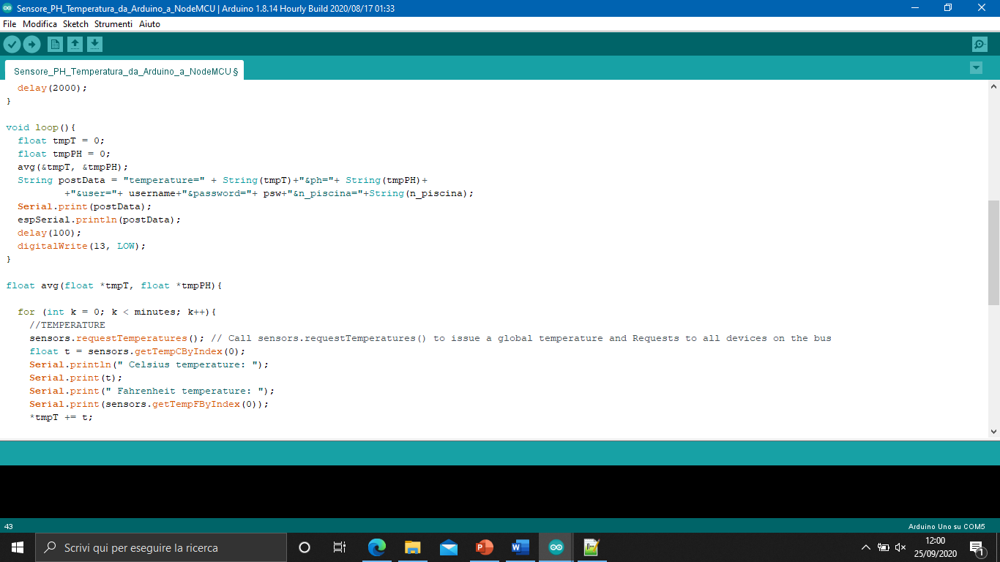 Sensore_PH_Temperatura_da_Arduino_a_NodeMCU | Arduino 1.8.14 Hourly Build 2020/08/17 01:33
File Modifica Sketch Strumenti Aiuto
Sensore_PH_Temperatura_da_Arduino_a_NodeMCU §
  delay(2000);
}

void loop(){
  float tmpT = 0;
  float tmpPH = 0;
  avg(&tmpT, &tmpPH);
  String postData = "temperature=" + String(tmpT)+"&ph="+ String(tmpPH)+
          +"&user="+ username+"&password="+ psw+"&n_piscina="+String(n_piscina);
  Serial.print(postData);
  espSerial.println(postData);
  delay(100);
  digitalWrite(13, LOW);
}

float avg(float *tmpT, float *tmpPH){

  for (int k = 0; k < minutes; k++){
    //TEMPERATURE
    sensors.requestTemperatures(); // Call sensors.requestTemperatures() to issue a global temperature and Requests to all devices on the bus
    float t = sensors.getTempCByIndex(0);
    Serial.println(" Celsius temperature: ");
    Serial.print(t);
    Serial.print(" Fahrenheit temperature: ");
    Serial.print(sensors.getTempFByIndex(0));
    *tmpT += t;
43
Arduino Uno su COM5
Scrivi qui per eseguire la ricerca
12:00
25/09/2020
1